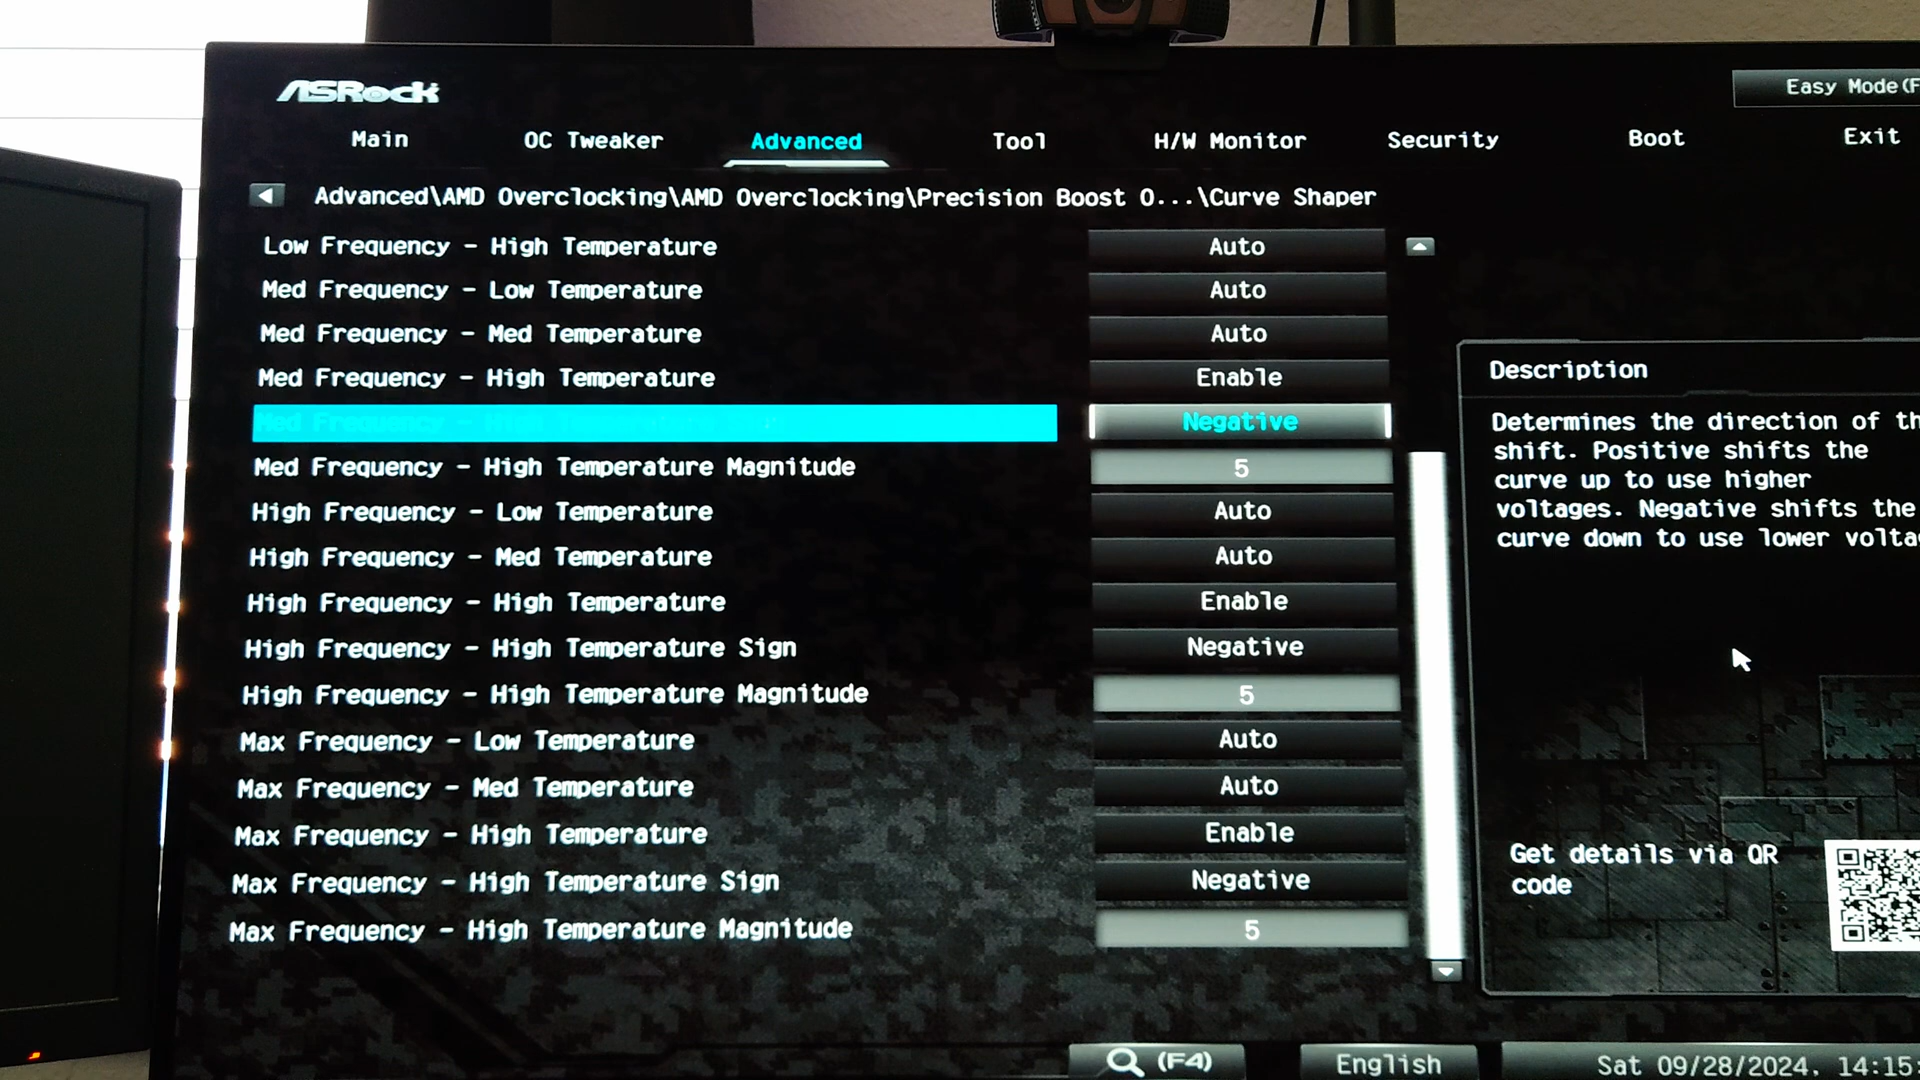 ASRock
Easy Mode(F
Main OC Tweaker Advanced Tool H/W Monitor Security Boot Exit
Advanced\AMD Overclocking\AMD Overclocking\Precision Boost O...\Curve Shaper
Low Frequency - High Temperature Auto
Med Frequency - Low Temperature Auto
Med Frequency - Med Temperature Auto
Med Frequency - High Temperature Enable
Med Frequency - High Temperature Negative
Med Frequency - High Temperature Magnitude 5
High Frequency - Low Temperature Auto
High Frequency - Med Temperature Auto
High Frequency - High Temperature Enable
High Frequency - High Temperature Sign Negative
High Frequency - High Temperature Magnitude 5
Max Frequency - Low Temperature Auto
Max Frequency - Med Temperature Auto
Max Frequency - High Temperature Enable
Max Frequency - High Temperature Sign Negative
Max Frequency - High Temperature Magnitude 5
Description
Determines the direction of th
shift. Positive shifts the
curve up to use higher
voltages. Negative shifts the
curve down to use lower volta
Get details via QR
code
(F4) English Sat 09/28/2024, 14:15: